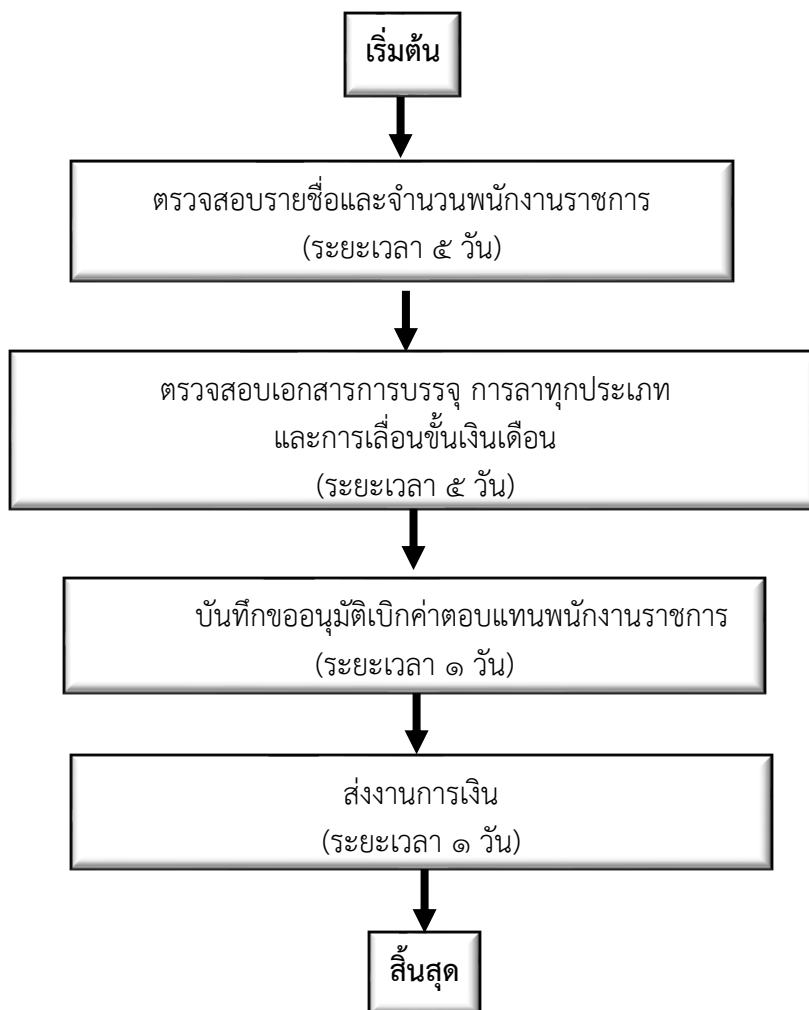 เริ่มต้น
ตรวจสอบรายชื่อและจำนวนพนักงานราชการ
(ระยะเวลา ๕ วัน)
ตรวจสอบเอกสารการบรรจุ การลาทุกประเภท
และการเลื่อนขั้นเงินเดือน
(ระยะเวลา ๕ วัน)
บันทึกขออนุมัติเบิกค่าตอบแทนพนักงานราชการ
(ระยะเวลา ๑ วัน)
ส่งงานการเงิน
(ระยะเวลา ๑ วัน)
สิ้นสุด